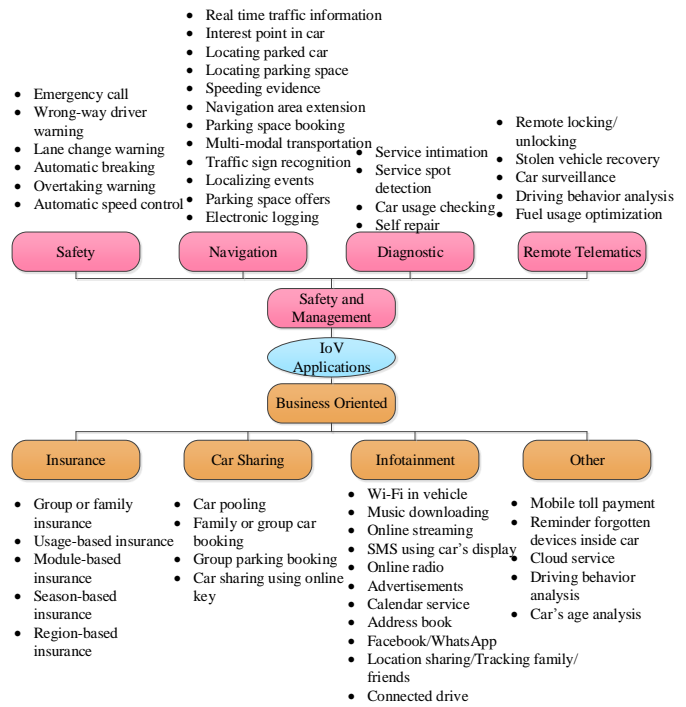 • Emergency call
• Wrong-way driver
warning
• Lane change warning
• Automatic breaking
• Overtaking warning
• Automatic speed control
• Real time traffic information
• Interest point in car
• Locating parked car
• Locating parking space
• Speeding evidence
• Navigation area extension
• Parking space booking
• Multi-modal transportation
• Traffic sign recognition
• Localizing events
• Parking space offers
• Electronic logging
• Service intimation
• Service spot
detection
• Car usage checking
• Self repair
• Remote locking/
unlocking
• Stolen vehicle recovery
• Car surveillance
• Driving behavior analysis
• Fuel usage optimization
Safety
Navigation
Diagnostic
Remote Telematics
Safety and
Management
IoV
Applications
Business Oriented
Insurance
Car Sharing
Infotainment
Other
• Group or family
insurance
• Usage-based insurance
• Module-based
insurance
• Season-based
insurance
• Region-based
insurance
• Car pooling
• Family or group car
booking
• Group parking booking
• Car sharing using online
key
• Wi-Fi in vehicle
• Music downloading
• Online streaming
• SMS using car's display
• Online radio
• Advertisements
• Calendar service
• Address book
• Facebook/WhatsApp
• Location sharing/Tracking family/
friends
• Connected drive
• Mobile toll payment
• Reminder forgotten
devices inside car
• Cloud service
• Driving behavior
analysis
• Car's age analysis